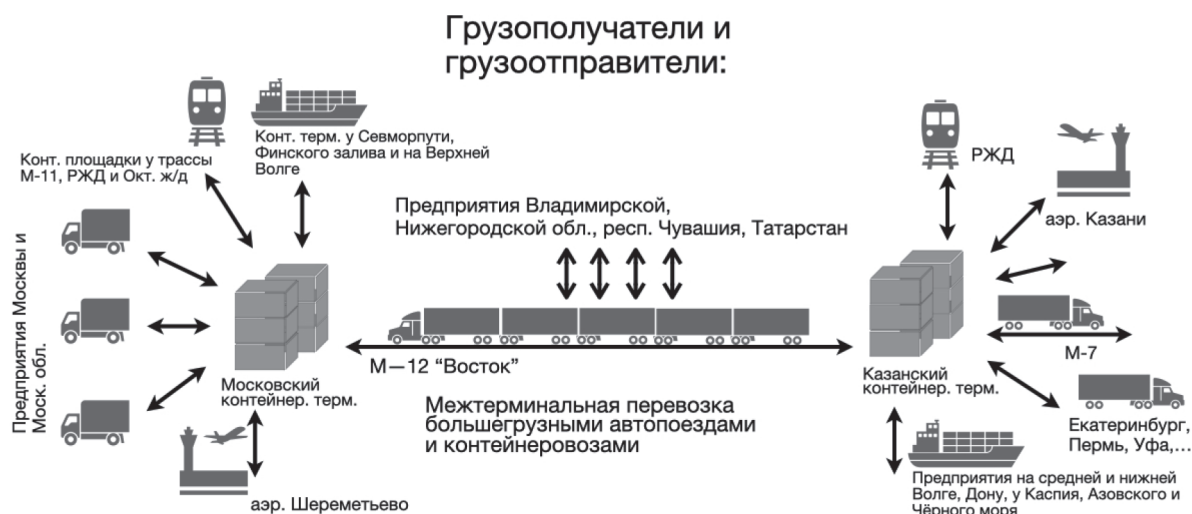 Грузополучатели и
грузоотправители:
Конт. терм. у Севморпути,
Финского залива и на Верхней
Волге
Конт. площадки у трассы
М-11, РЖД и Окт. ж/д
Предприятия Москвы и
Моск. обл.
Московский
контейнер. терм.
аэр. Шереметьево
Предприятия Владимирской,
Нижегородской обл., респ. Чувашия, Татарстан
М—12 “Восток”
Межтерминальная перевозка
большегрузными автопоездами
и контейнеровозами
РЖД
аэр. Казани
М-7
Казанский
контейнер. терм.
Екатеринбург,
Пермь, Уфа,...
Предприятия на средней и нижней
Волге, Дону, у Каспия, Азовского и
Чёрного моря